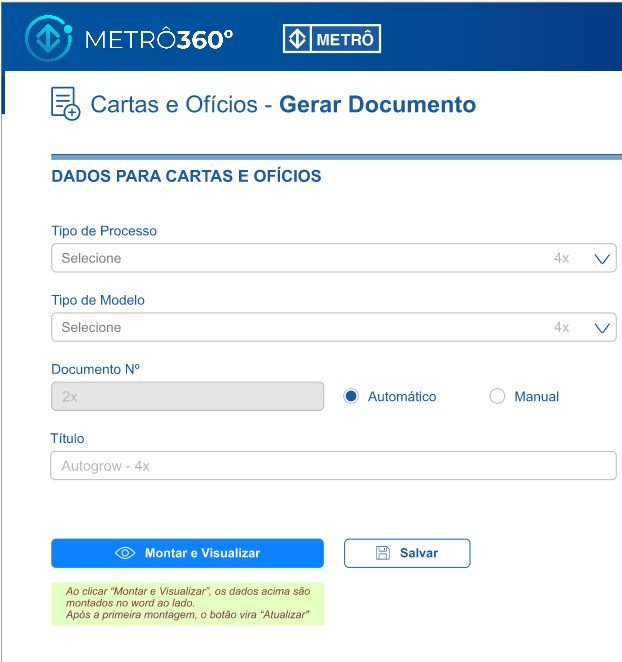 METRÔ360º METRÔ
Cartas e Ofícios - Gerar Documento
DADOS PARA CARTAS E OFÍCIOS
Tipo de Processo
Selecione 4x
Tipo de Modelo
Selecione 4x
Documento Nº
2x Automático Manual
Título
Autogrow - 4x
Montar e Visualizar Salvar
Ao clicar “Montar e Visualizar”, os dados acima são
montados no word ao lado.
Após a primeira montagem, o botão vira “Atualizar”